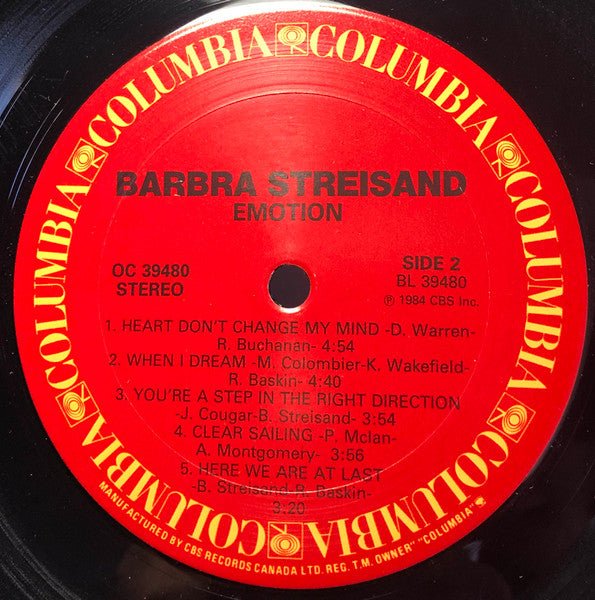 COLUMBIA COLUMBIA COLUMBIA COLUMBIA COLUMBIA COLUMBIA COLUMBIA COLUMBIA
BARBRA STREISAND
EMOTION
OC 39480
STEREO
SIDE 2
BL 39480
℗ 1984 CBS Inc.
1. HEART DON'T CHANGE MY MIND -D. Warren-
R. Buchanan- 4:54
2. WHEN I DREAM -M. Colombier-K. Wakefield-
R. Baskin- 4:40
3. YOU'RE A STEP IN THE RIGHT DIRECTION
-J. Cougar-B. Streisand- 3:54
4. CLEAR SAILING -P. McIan-
A. Montgomery- 3:56
5. HERE WE ARE AT LAST
-B. Streisand-R. Baskin-
3:20
MANUFACTURED BY CBS RECORDS CANADA LTD. REG. T.M. OWNER" "COLUMBIA"